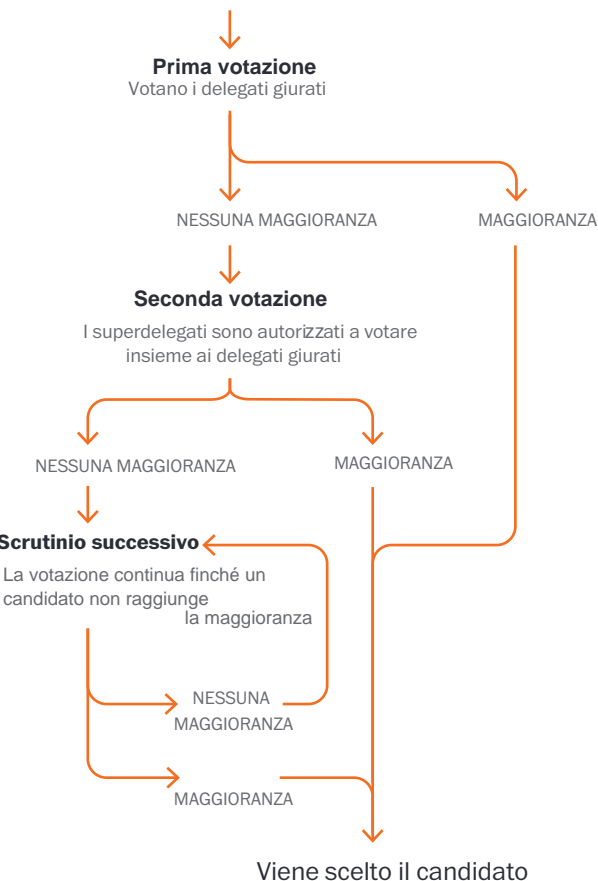 Prima votazione
Votano i delegati giurati
NESSUNA MAGGIORANZA
MAGGIORANZA
Seconda votazione
I superdelegati sono autorizzati a votare
insieme ai delegati giurati
NESSUNA MAGGIORANZA
MAGGIORANZA
Scrutinio successivo
La votazione continua finché un
candidato non raggiunge
la maggioranza
NESSUNA
MAGGIORANZA
MAGGIORANZA
Viene scelto il candidato